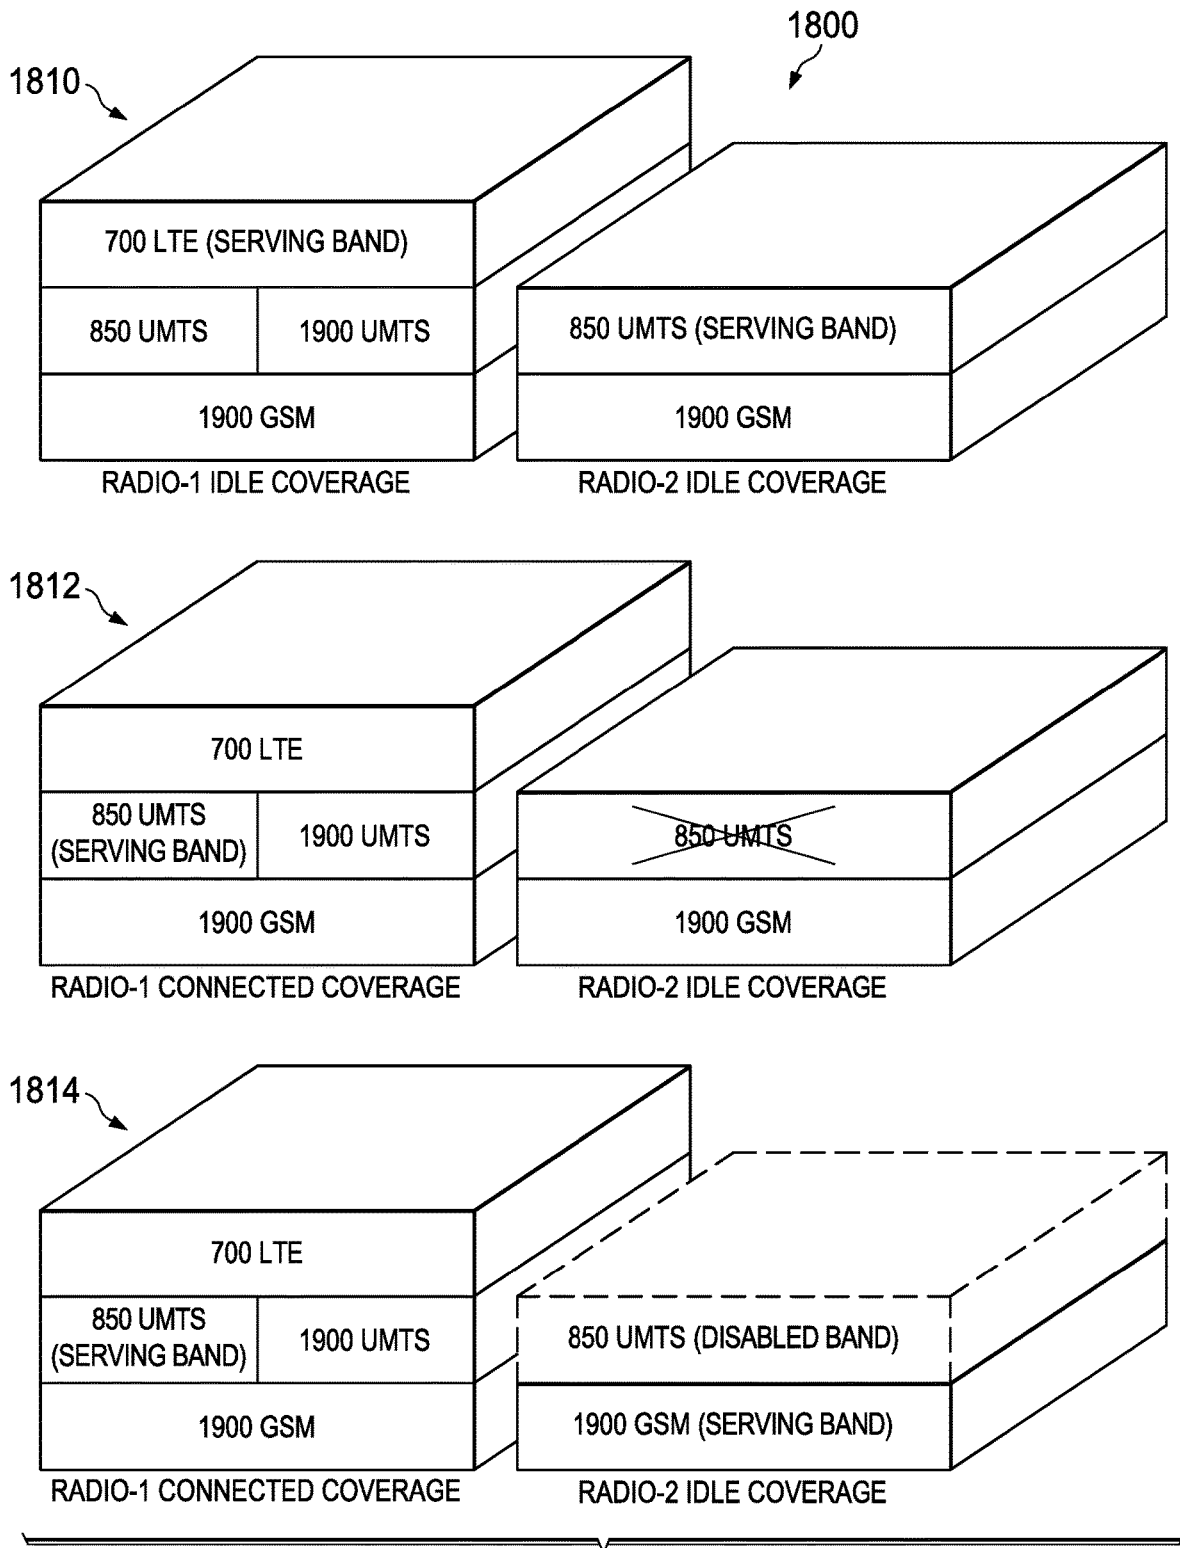 1800
1810
700 LTE (SERVING BAND)
850 UMTS
1900 UMTS
850 UMTS (SERVING BAND)
1900 GSM
1900 GSM
RADIO-1 IDLE COVERAGE
RADIO-2 IDLE COVERAGE
1812
700 LTE
850 UMTS
(SERVING BAND)
1900 UMTS
850 UMTS
1900 GSM
1900 GSM
RADIO-1 CONNECTED COVERAGE
RADIO-2 IDLE COVERAGE
1814
700 LTE
850 UMTS
(SERVING BAND)
1900 UMTS
850 UMTS (DISABLED BAND)
1900 GSM
1900 GSM (SERVING BAND)
RADIO-1 CONNECTED COVERAGE
RADIO-2 IDLE COVERAGE